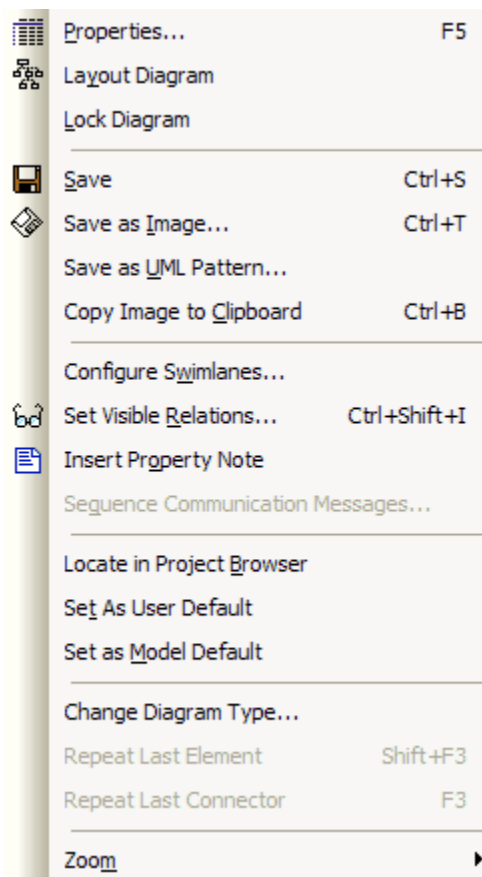 Properties... F5
Layout Diagram
Lock Diagram
Save Ctrl+S
Save as Image... Ctrl+T
Save as UML Pattern...
Copy Image to Clipboard Ctrl+B
Configure Swimlanes...
Set Visible Relations... Ctrl+Shift+I
Insert Property Note
Sequence Communication Messages...
Locate in Project Browser
Set As User Default
Set as Model Default
Change Diagram Type...
Repeat Last Element Shift+F3
Repeat Last Connector F3
Zoom